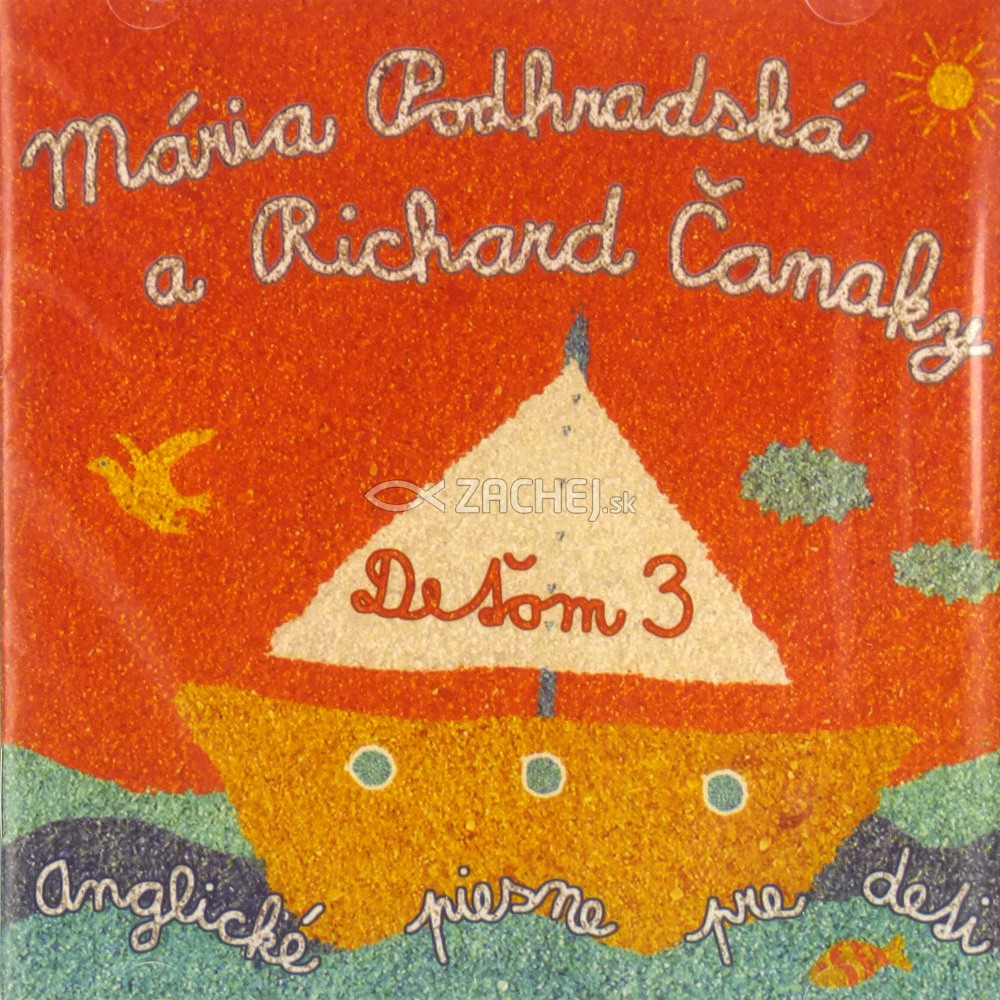 Mária Podhradská
a Richard Čanaky
ZACHEJ.sk
Deťom 3
Anglické piesne pre deti